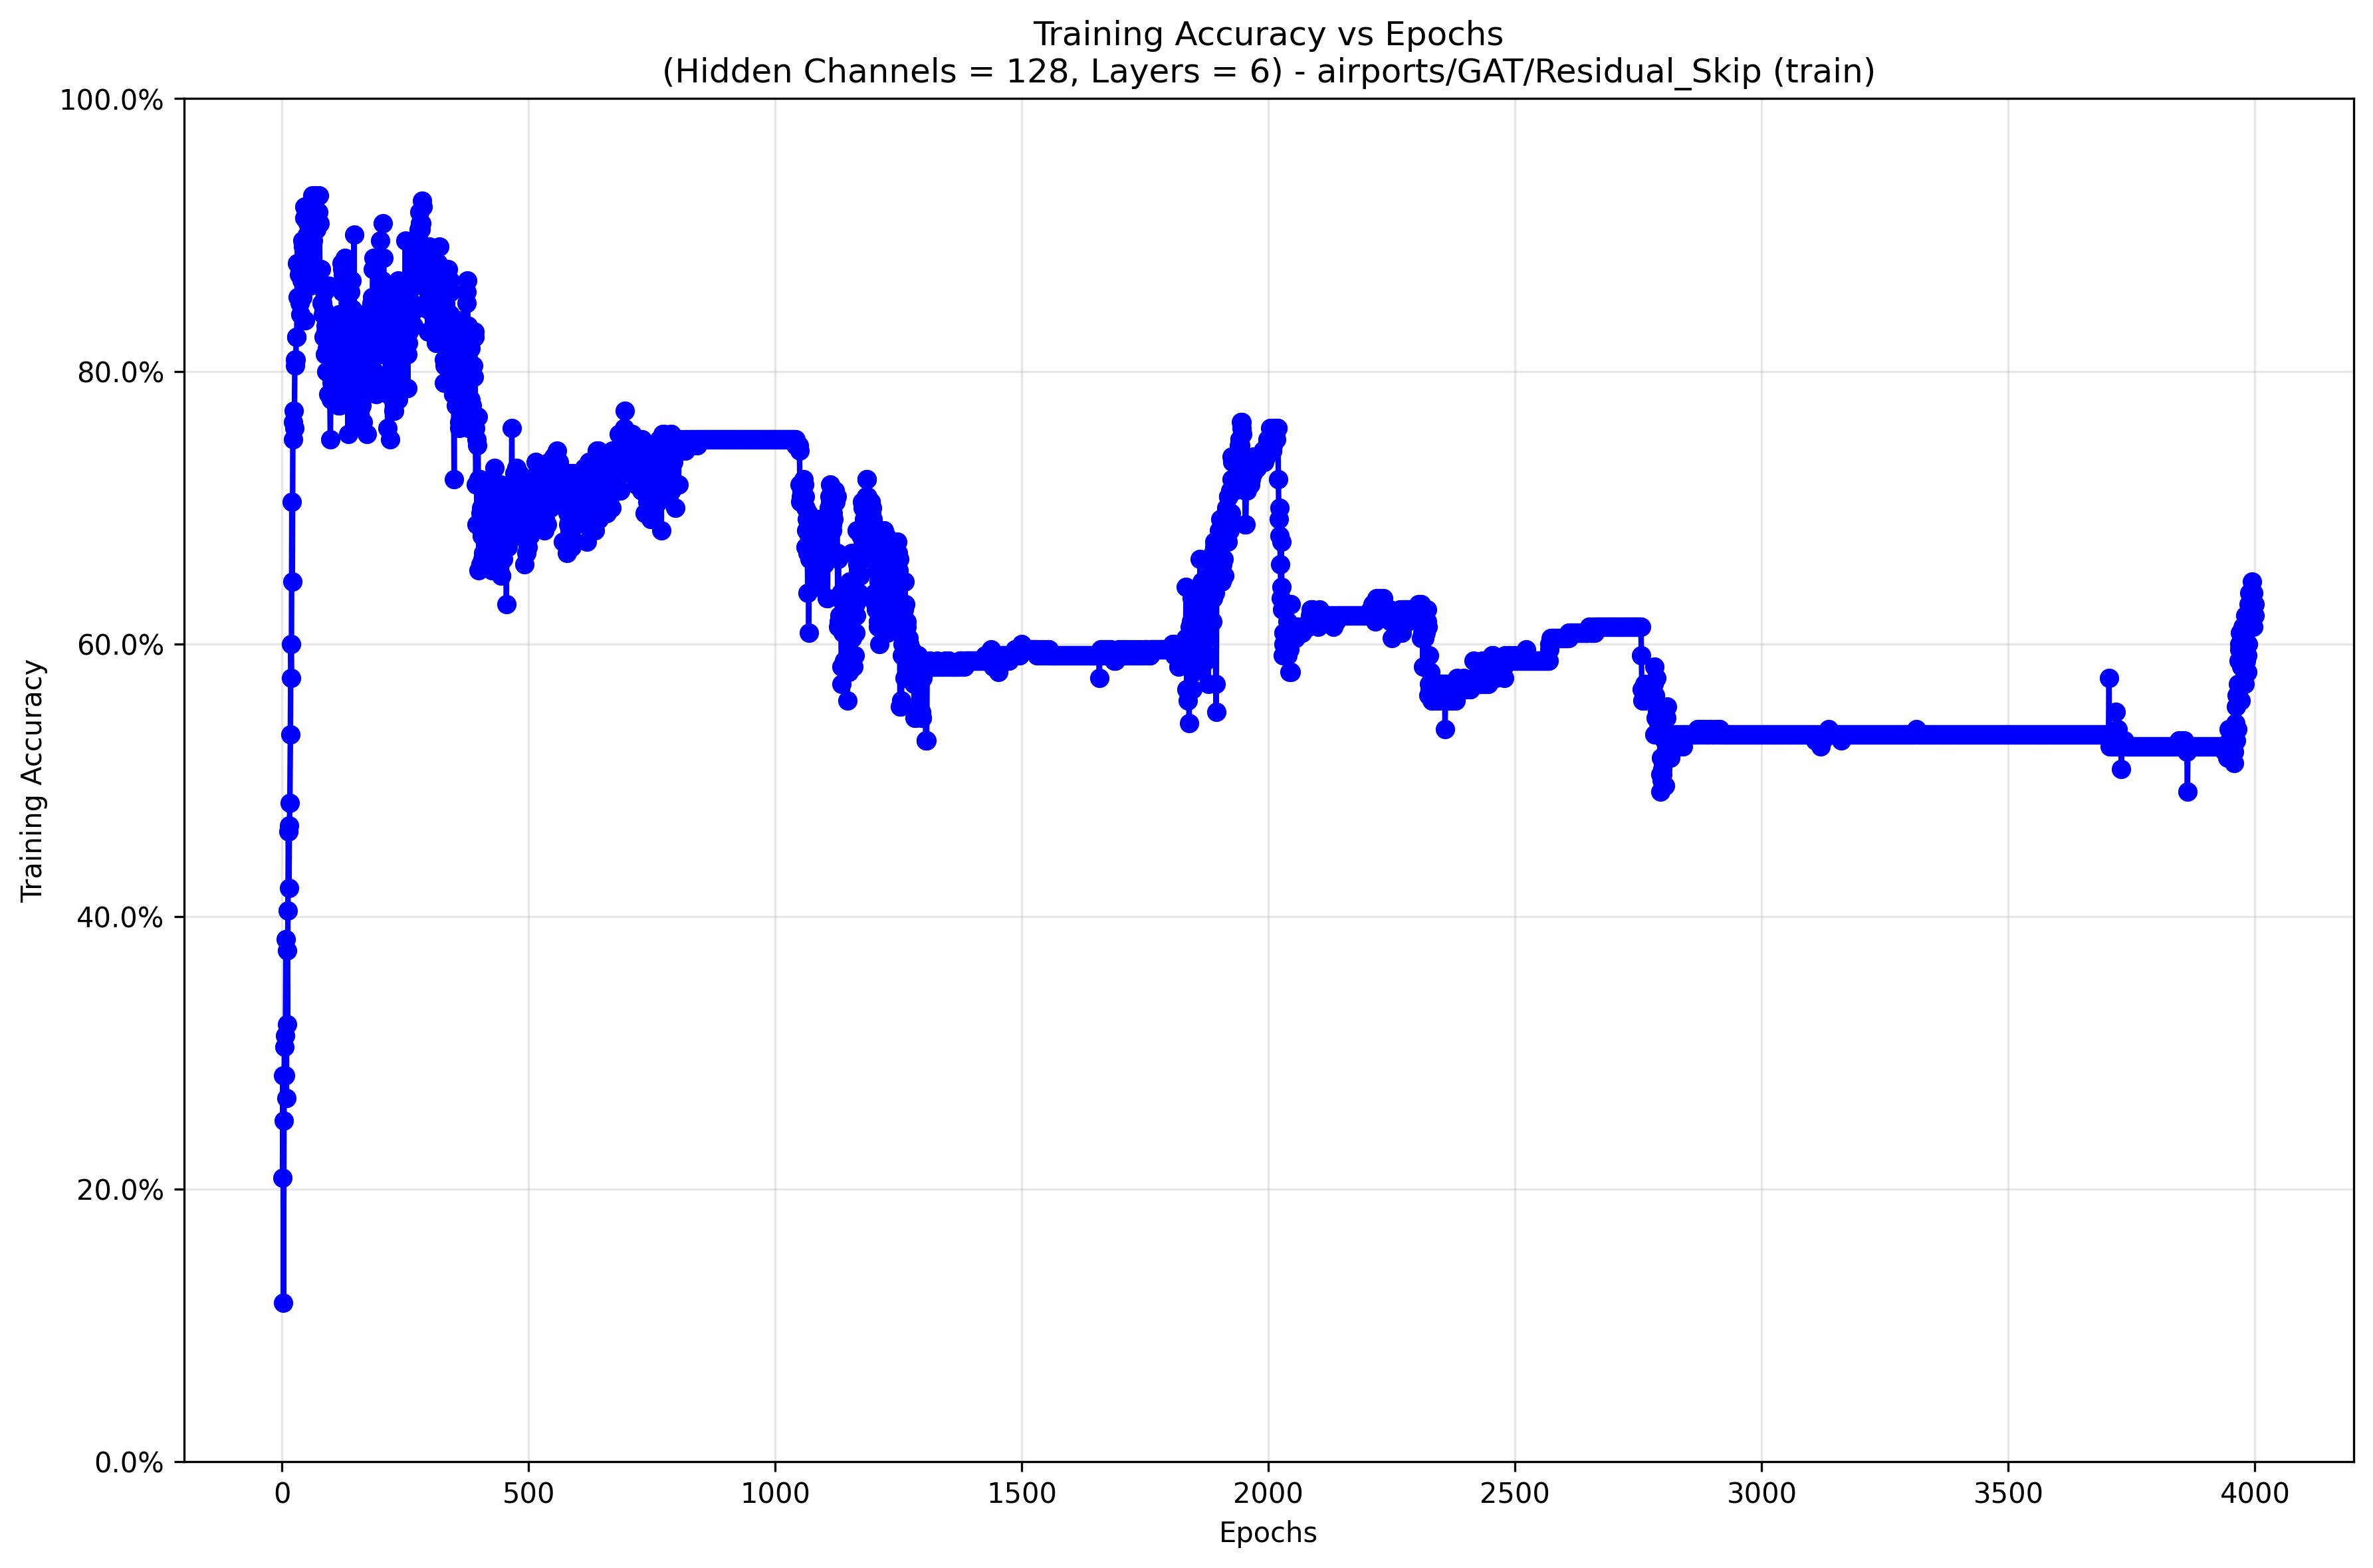 Training Accuracy vs Epochs
(Hidden Channels = 128, Layers = 6) - airports/GAT/Residual_Skip (train)
100.0%
80.0%
60.0%
40.0%
20.0%
0.0%
Training Accuracy
0 500 1000 1500 2000 2500 3000 3500 4000
Epochs